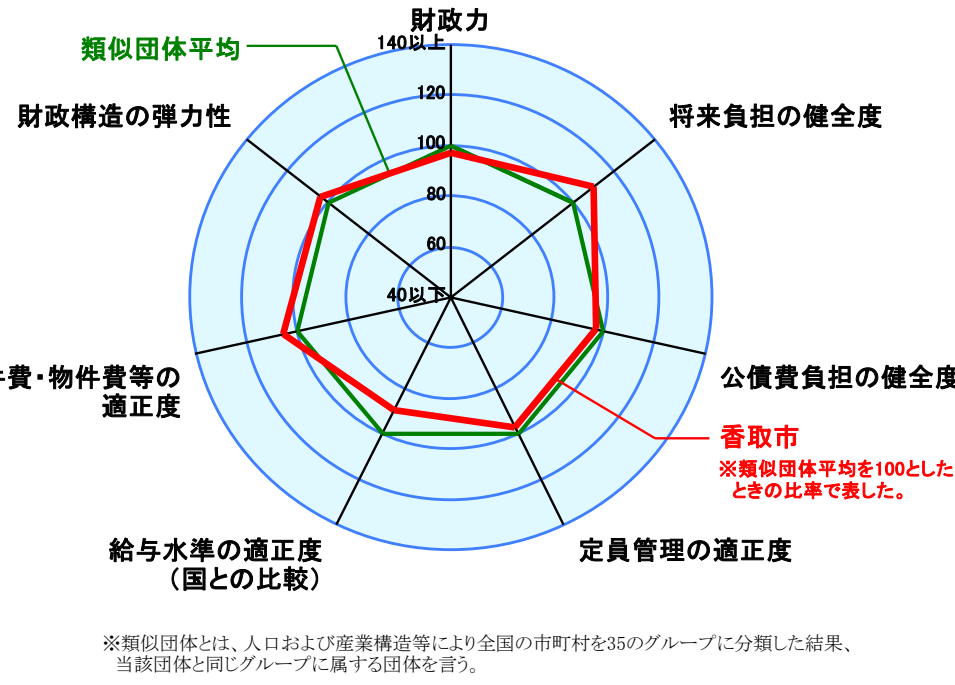 財政力
140以上
類似団体平均
120
財政構造の弾力性
将来負担の健全度
100
80
60
40以下
件費・物件費等の
適正度
公債費負担の健全度
香取市
※類似団体平均を100とした
ときの比率で表した。
給与水準の適正度
（国との比較）
定員管理の適正度
※類似団体とは、人口および産業構造等により全国の市町村を35のグループに分類した結果、
当該団体と同じグループに属する団体を言う。